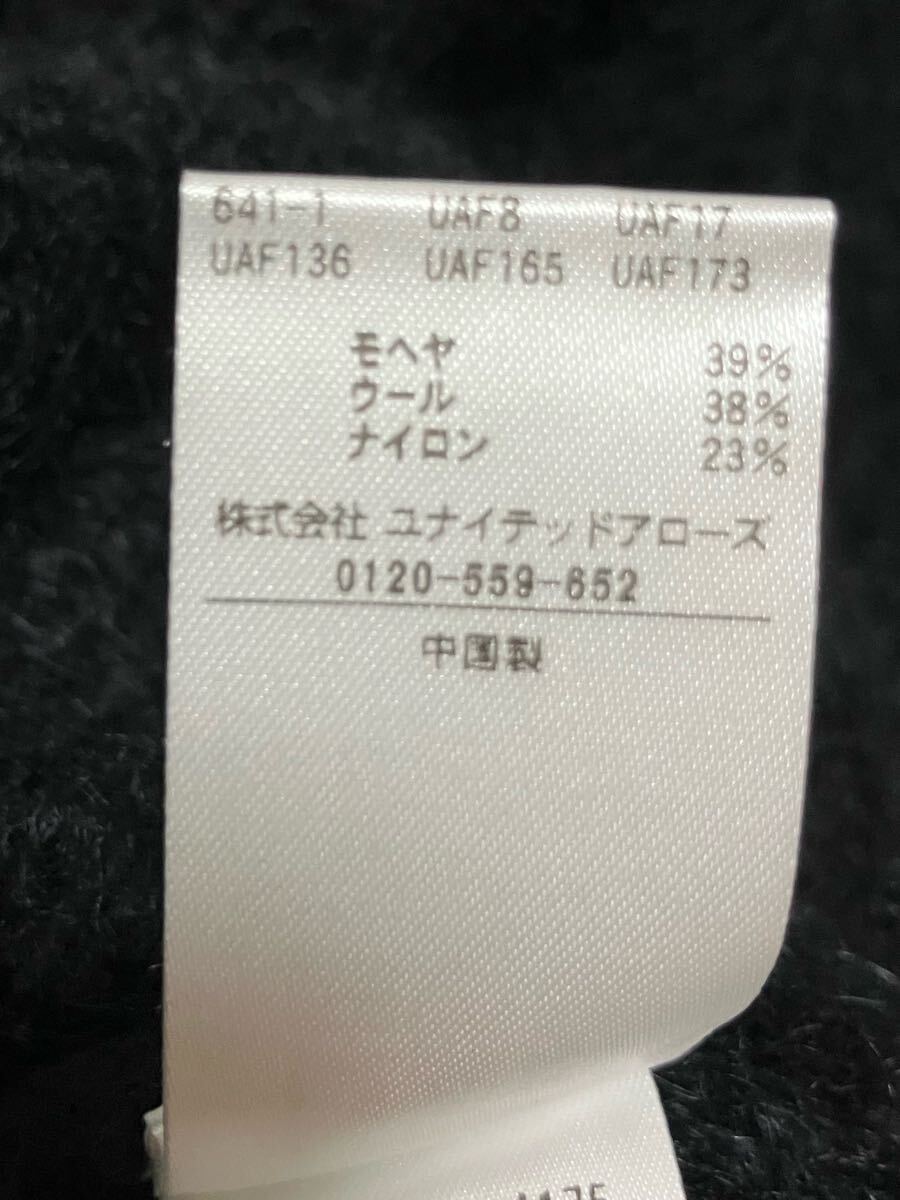 641-1 UAF8 UAF17
UAF136 UAF165 UAF173
モヘヤ 39%
ウール 38%
ナイロン 23%
株式会社 ユナイテッドアローズ
0120-559-652
中国製